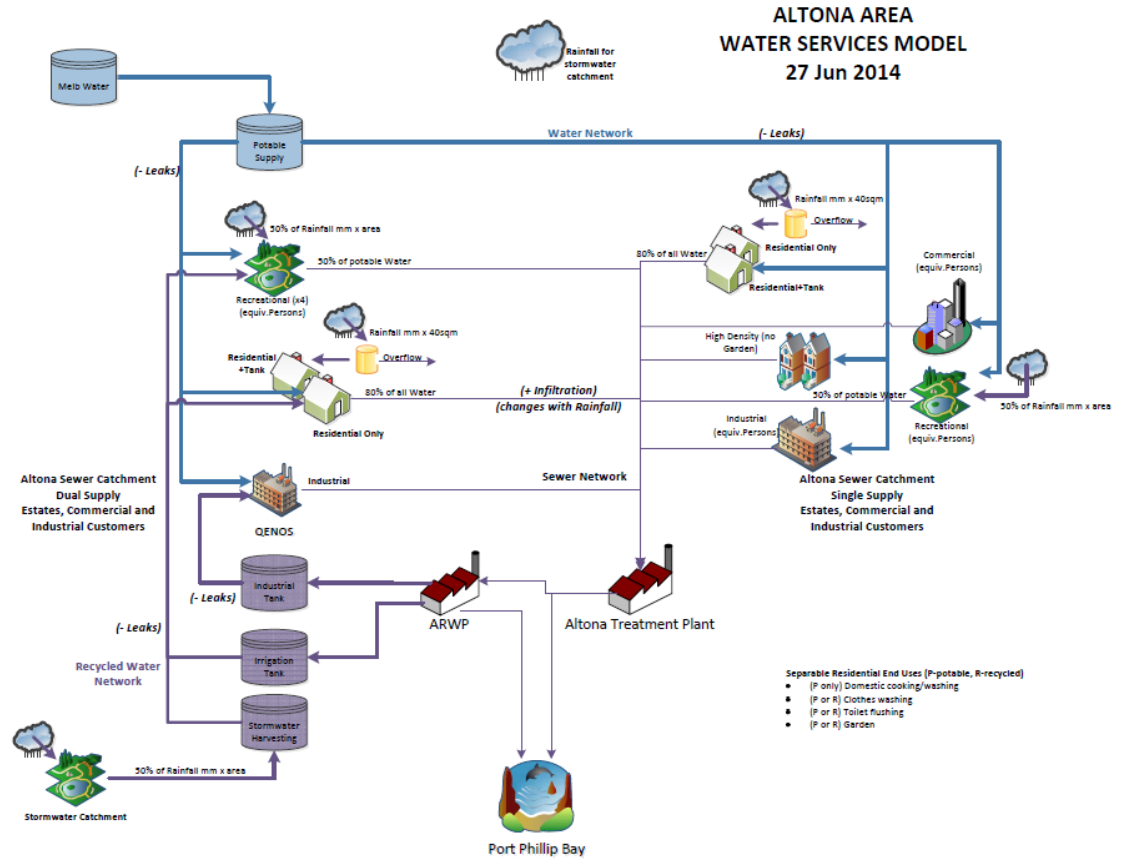 ALTONA AREA
WATER SERVICES MODEL
27 Jun 2014
Rainfall for
stormwater
catchment
Melb Water
Potable
Supply
Water Network
(- Leaks)
(- Leaks)
Rainfall mm x 40sqm
Overflow
Residential Only
80% of all Water
Residential+Tank
50% of Rainfall mm x area
50% of potable Water
Recreational (x4)
(equiv.Persons)
Commercial
(equiv.Persons)
Rainfall mm x 40sqm
Overflow
Residential
+Tank
80% of all Water
Residential Only
(+ Infiltration)
(changes with Rainfall)
High Density (no
Garden)
50% of potable Water
50% of Rainfall mm x area
Recreational
(equiv.Persons)
Industrial
(equiv.Persons
Altona Sewer Catchment
Dual Supply
Estates, Commercial and
Industrial Customers
Industrial
QENOS
Sewer Network
Altona Sewer Catchment
Single Supply
Estates, Commercial and
Industrial Customers
Industrial
Tank
(- Leaks)
ARWP
Altona Treatment Plant
(- Leaks)
Recycled Water
Network
Irrigation
Tank
Stormwater
Harvesting
Separable Residential End Uses (P-potable, R-recycled)
• (P only) Domestic cooking/washing
• (P or R) Clothes washing
• (P or R) Toilet flushing
• (P or R) Garden
50% of Rainfall mm x area
Stormwater Catchment
Port Phillip Bay